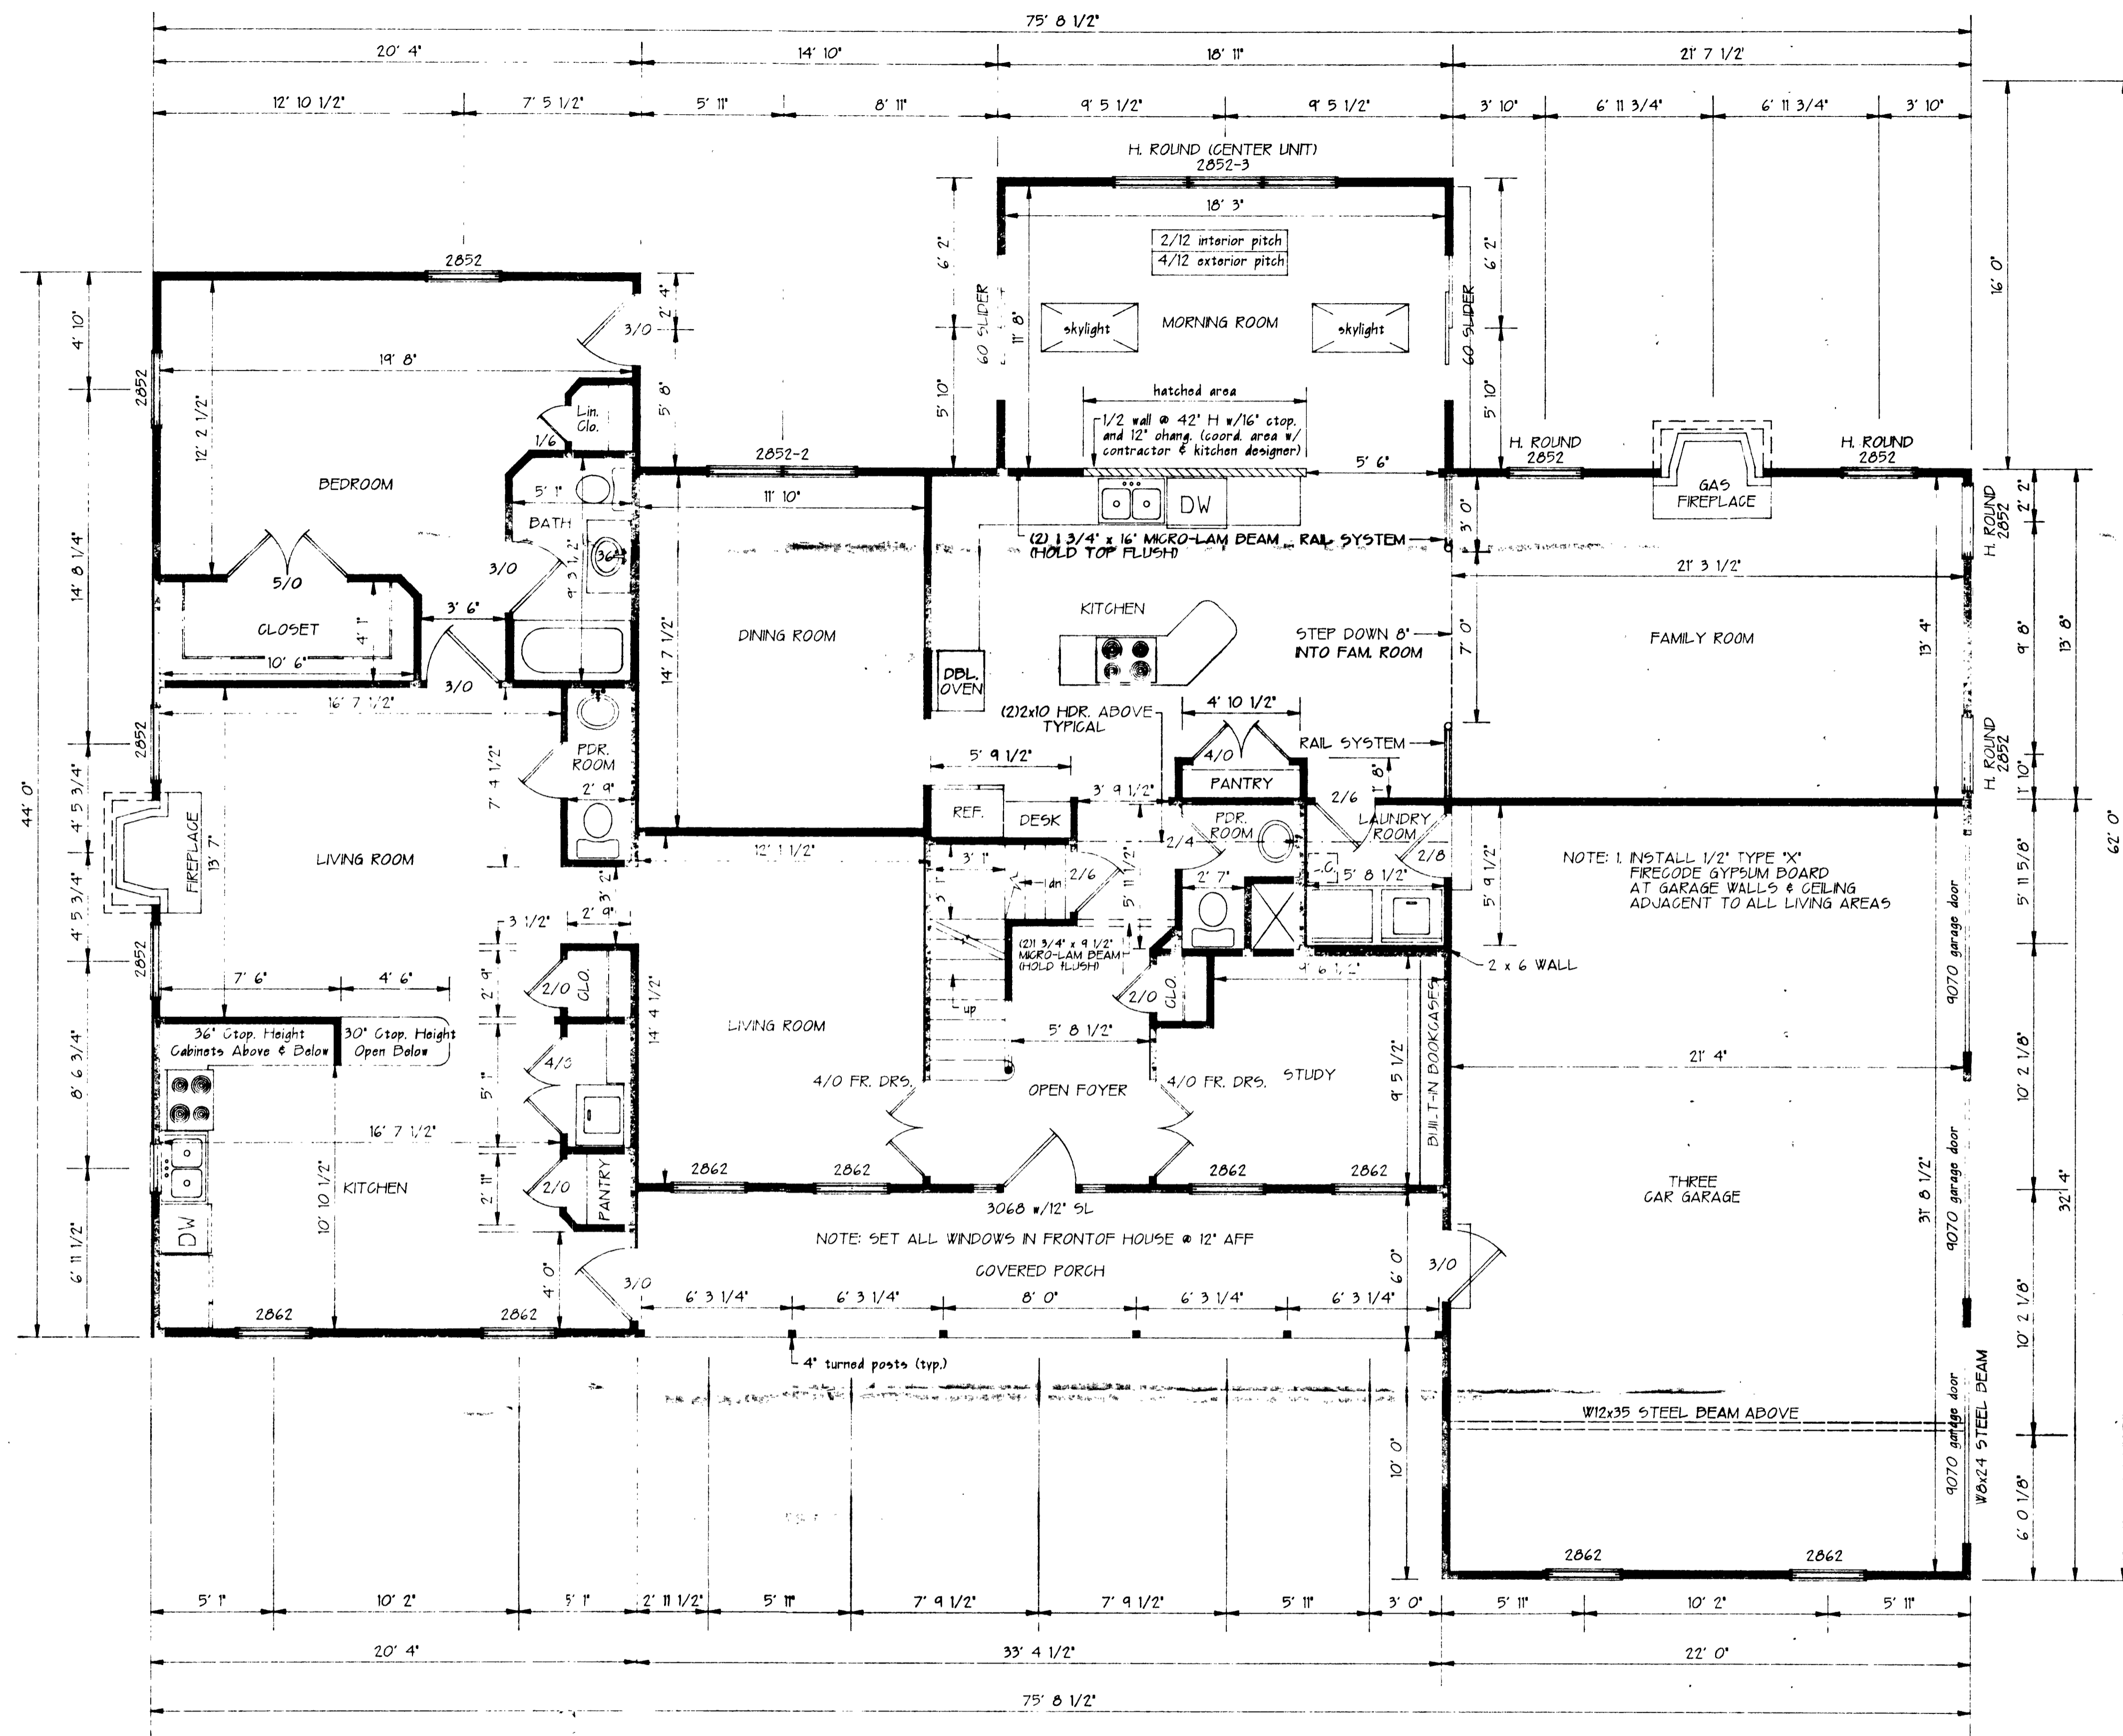 75' 8 1/2"
20' 4"
14' 10"
18' 11"
21' 7 1/2'
12' 10 1/2"
7' 5 1/2"
5' 11"
8' 11"
9' 5 1/2"
9' 5 1/2"
3' 10"
6' 11 3/4"
6' 11 3/4"
3' 10"
H. ROUND (CENTER UNIT)
2852-3
18' 3"
2/12 interior pitch
4/12 exterior pitch
6' 2"
6' 2"
16' 0"
60 SLIDER
60 SLIDER
11' 8"
skylight
MORNING ROOM
skylight
5' 10"
5' 10"
hatched area
1/2 wall @ 42" H w/16" ctop.
and 12" ohang. (coord. area w/
contractor & kitchen designer)
5' 6"
2852
2' 4"
3/0
4' 10"
19' 8"
2852
12' 2 1/2"
5' 8"
Lin.
Clo.
1/6
BEDROOM
2852-2
11' 10"
5' 1"
BATH
36"
9' 3 1/2"
3/0
14' 8 1/4"
5/0
CLOSET
4' 1"
10' 6"
3' 6"
3/0
44' 0"
H. ROUND
2852
H. ROUND
2852
GAS
FIREPLACE
DW
(2) 1 3/4" x 16" MICRO-LAM BEAM
(HOLD TOP FLUSH)
RAIL SYSTEM
3' 0"
21' 3 1/2"
H. ROUND
2852
2' 2"
KITCHEN
DINING ROOM
14' 7 1/2"
STEP DOWN 8"
INTO FAM. ROOM
7' 0"
FAMILY ROOM
13' 4"
9' 8"
13' 8"
62' 0"
DBL.
OVEN
(2)2x10 HDR. ABOVE
TYPICAL
4' 10 1/2"
RAIL SYSTEM
4/0
PANTRY
1' 8"
H. ROUND
2852
1' 10"
16' 7 1/2"
2852
PDR.
ROOM
2' 9"
7' 4 1/2"
4' 5 3/4"
4' 5 3/4"
FIREPLACE
13' 7"
LIVING ROOM
5' 9 1/2"
REF.
DESK
3' 9 1/2"
2/6
PDR.
ROOM
LAUNDRY
ROOM
2/4
2/8
12' 1 1/2"
3' 1"
dn
2/6
5' 11 1/2"
2' 7"
5' 8 1/2"
5' 9 1/2"
NOTE: 1. INSTALL 1/2" TYPE "X"
FIRECODE GYPSUM BOARD
AT GARAGE WALLS & CEILING
ADJACENT TO ALL LIVING AREAS
5' 11 5/8"
9070 garage door
3' 2"
2' 9"
3 1/2"
2852
7' 6"
4' 6"
2' 9"
2/0
CLO.
(2)1 3/4" x 9 1/2"
MICRO-LAM BEAM
(HOLD FLUSH)
up
2/0
CLO.
9' 6 1/2"
2 x 6 WALL
36" Ctop. Height
Cabinets Above & Below
30" Ctop. Height
Open Below
14' 4 1/2"
LIVING ROOM
5' 8 1/2"
8' 6 3/4"
5' 1"
4/0 FR. DRS.
OPEN FOYER
4/0 FR. DRS.
STUDY
9' 5 1/2"
BUILT-IN BOOKCASES
21' 4"
10' 2 1/8"
16' 7 1/2"
10' 10 1/2"
KITCHEN
DW
2' 11"
2/0
PANTRY
2862
2862
2862
2862
3068 w/12" SL
THREE
CAR GARAGE
31' 8 1/2"
9070 garage door
32' 4"
NOTE: SET ALL WINDOWS IN FRONTOF HOUSE @ 12" AFF
COVERED PORCH
6' 11 1/2"
4' 0"
3/0
6' 0"
3/0
6' 3 1/4"
6' 3 1/4"
8' 0"
6' 3 1/4"
6' 3 1/4"
10' 2 1/8"
2862
2862
4" turned posts (typ.)
W12x35 STEEL BEAM ABOVE
9070 garage door
W8x24 STEEL BEAM
10' 0"
6' 0 1/8"
2862
2862
5' 1"
10' 2"
5' 1"
2' 11 1/2"
5' 11"
7' 9 1/2"
7' 9 1/2"
5' 11"
3' 0"
5' 11"
10' 2"
5' 11"
20' 4"
33' 4 1/2"
22' 0"
75' 8 1/2"